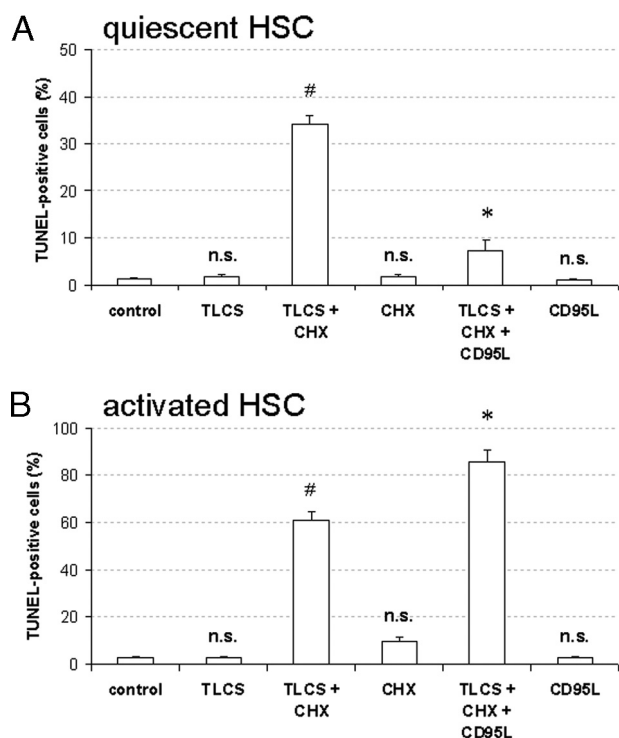 A quiescent HSC
50
40
30
20
10
0
TUNEL-positive cells (%)
n.s.
#
n.s.
*
n.s.
control TLCS TLCS + CHX TLCS + CD95L
CHX CHX +
CD95L
B activated HSC
100
80
60
40
20
0
TUNEL-positive cells (%)
n.s.
#
n.s.
*
n.s.
control TLCS TLCS + CHX TLCS + CD95L
CHX CHX +
CD95L